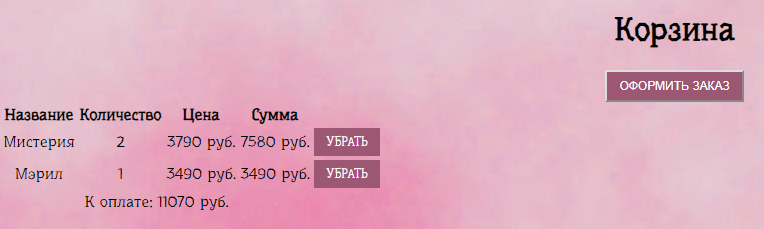 Корзина
ОФОРМИТЬ ЗАКАЗ
Название Количество Цена Сумма
Мистерия 2 3790 руб. 7580 руб. УБРАТЬ
Мэрил 1 3490 руб. 3490 руб. УБРАТЬ
К оплате: 11070 руб.